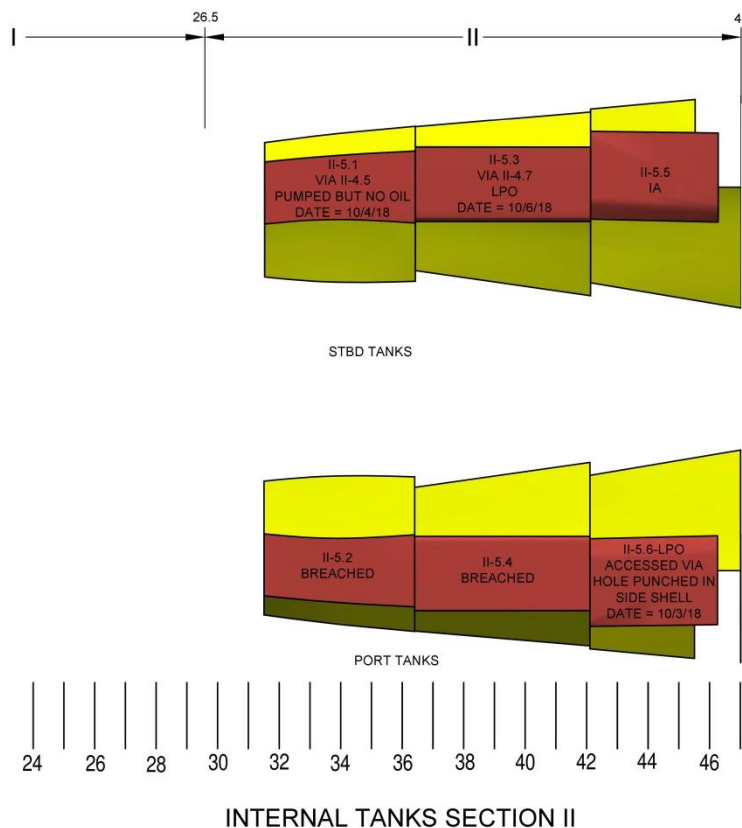 26.5
4
I
II
II-5.1
VIA II-4.5
PUMPED BUT NO OIL
DATE = 10/4/18
II-5.3
VIA II-4.7
LPO
DATE = 10/6/18
II-5.5
IA
STBD TANKS
II-5.2
BREACHED
II-5.4
BREACHED
II-5.6-LPO
ACCESSED VIA
HOLE PUNCHED IN
SIDE SHELL
DATE = 10/3/18
PORT TANKS
24 26 28 30 32 34 36 38 40 42 44 46
INTERNAL TANKS SECTION II